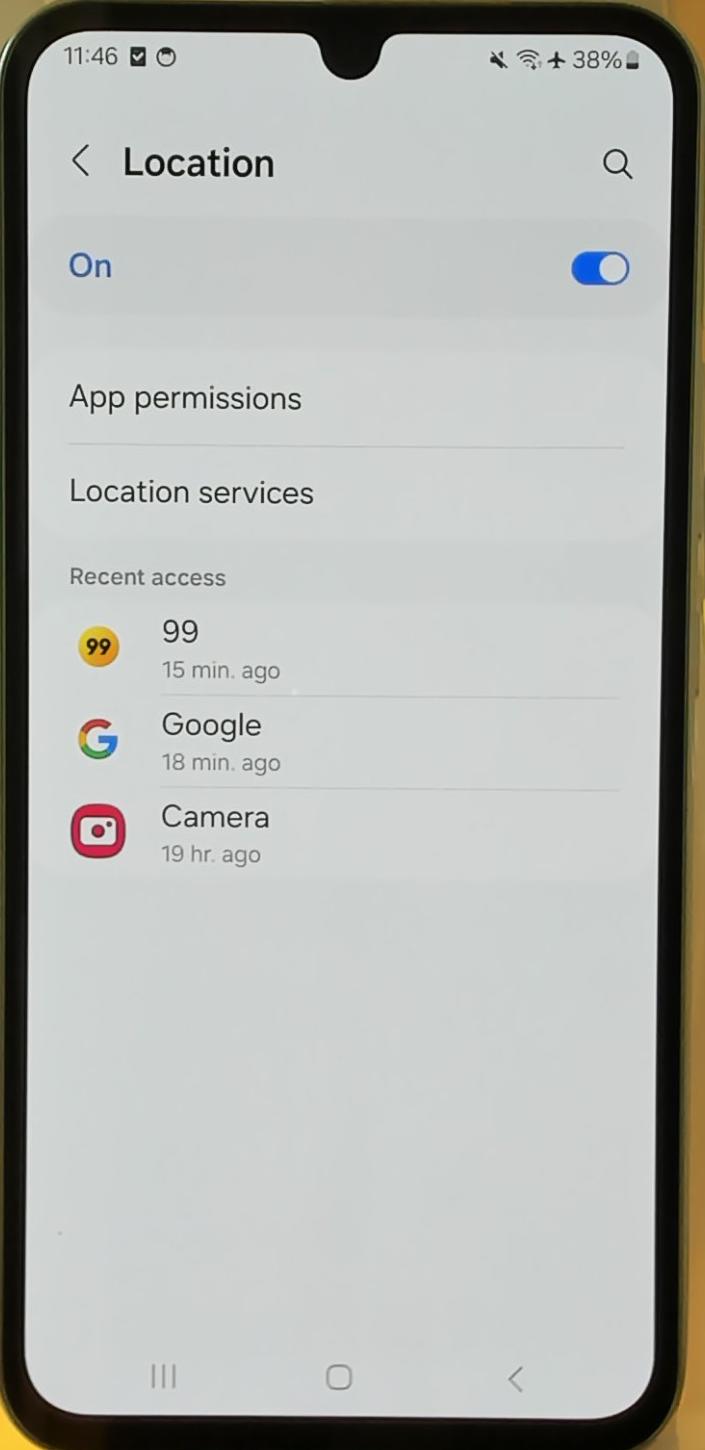 11:46
38%
Location
On
App permissions
Location services
Recent access
99
99
15 min. ago
Google
18 min. ago
Camera
19 hr. ago